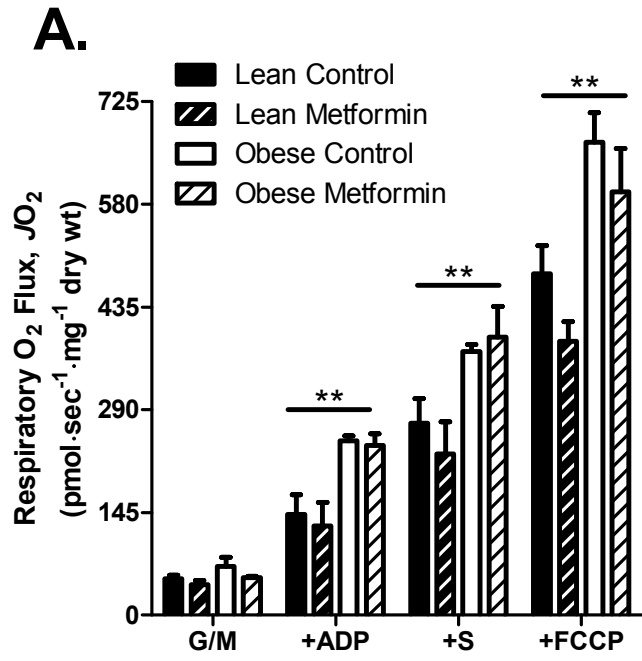 A.
Lean Control
Lean Metformin
Obese Control
Obese Metformin
Respiratory O₂ Flux, JO₂
(pmol·sec⁻¹·mg⁻¹ dry wt)
725
580
435
290
145
0
**
**
**
G/M
+ADP
+S
+FCCP